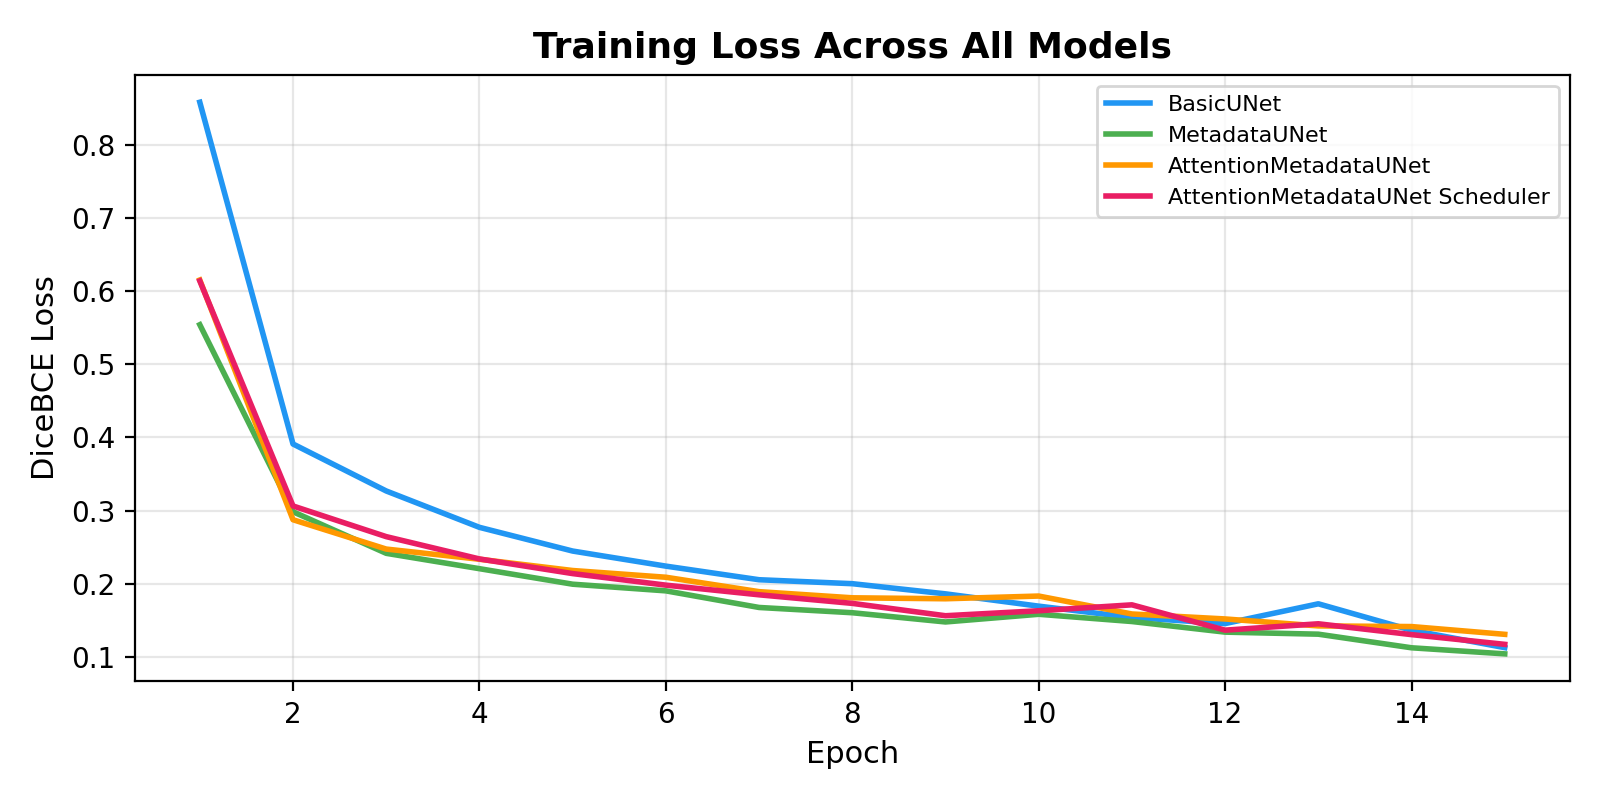 Training Loss Across All Models
BasicUNet
MetadataUNet
AttentionMetadataUNet
AttentionMetadataUNet Scheduler
DiceBCE Loss
0.8
0.7
0.6
0.5
0.4
0.3
0.2
0.1
2 4 6 8 10 12 14
Epoch